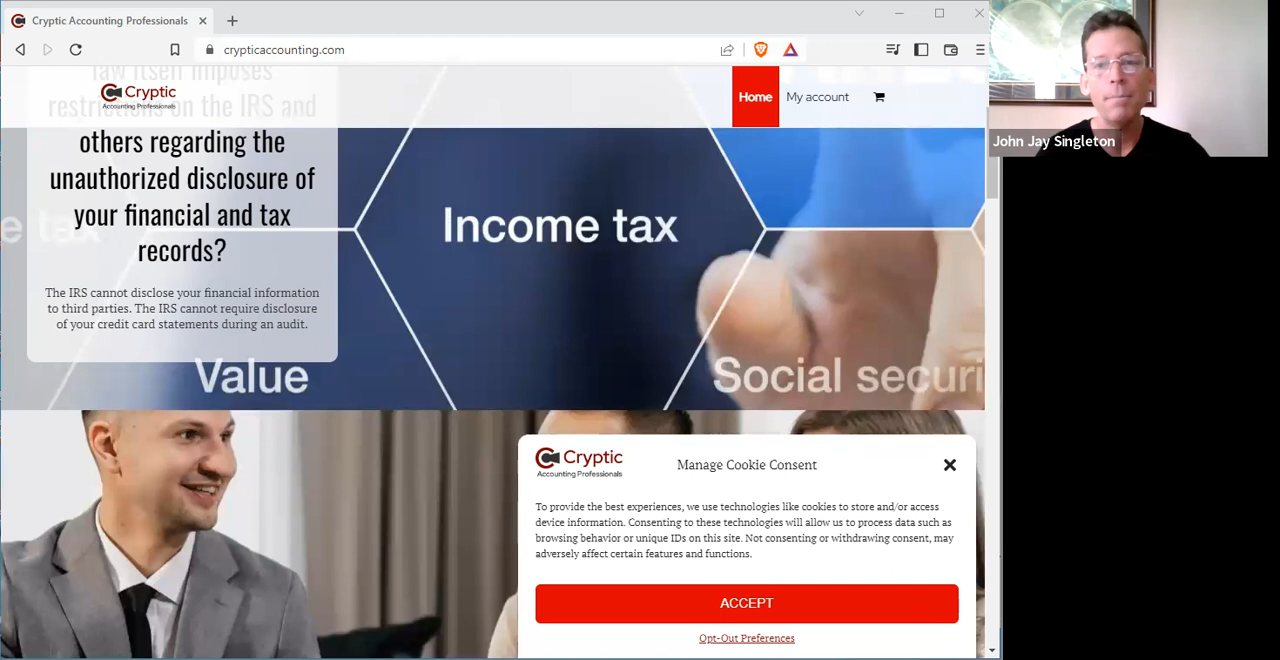 Cryptic Accounting Professionals
crypticaccounting.com
law itself imposes
Cryptic
Accounting Professionals
restrictions on the IRS and
Home
My account
others regarding the
unauthorized disclosure of
your financial and tax
records?
The IRS cannot disclose your financial information
to third parties. The IRS cannot require disclosure
of your credit card statements during an audit.
e tax
Income tax
Value
Social securi
John Jay Singleton
Cryptic
Accounting Professionals
Manage Cookie Consent
To provide the best experiences, we use technologies like cookies to store and/or access
device information. Consenting to these technologies will allow us to process data such as
browsing behavior or unique IDs on this site. Not consenting or withdrawing consent, may
adversely affect certain features and functions.
ACCEPT
Opt-Out Preferences